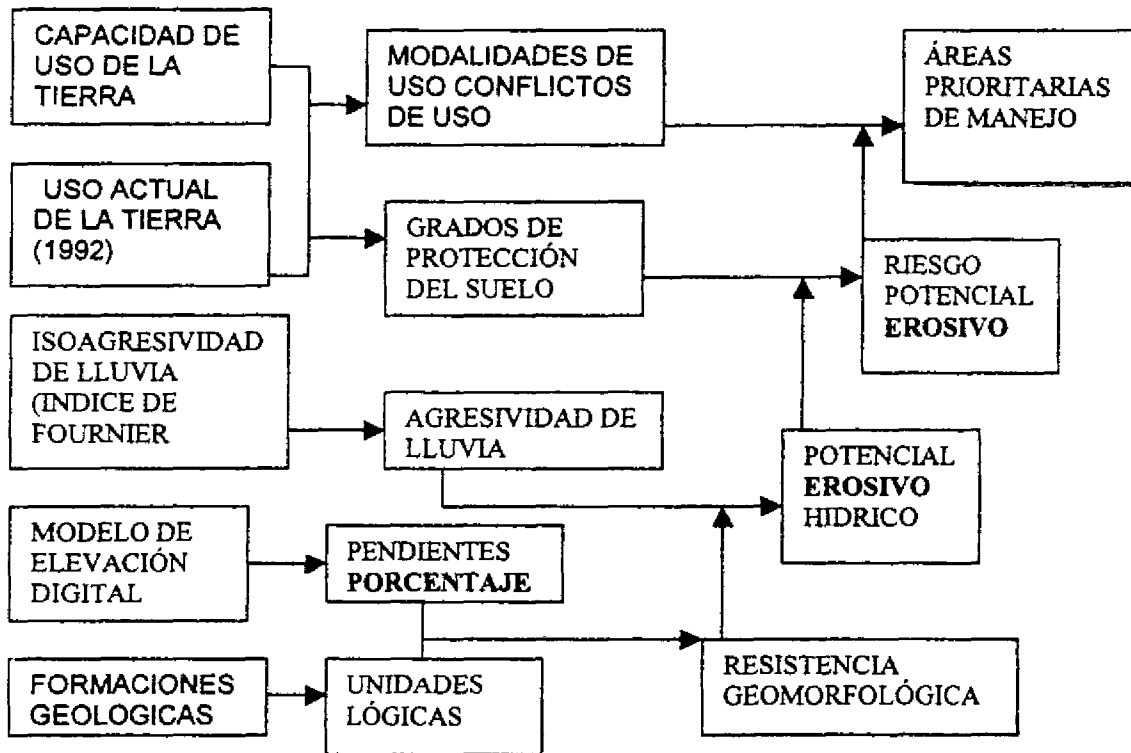 CAPACIDAD DE
USO DE LA
TIERRA
MODALIDADES DE
USO CONFLICTOS
DE USO
ÁREAS
PRIORITARIAS
DE MANEJO
USO ACTUAL
DE LA TIERRA
(1992)
GRADOS DE
PROTECCIÓN
DEL SUELO
RIESGO
POTENCIAL
EROSIVO
ISOAGRESIVIDAD
DE LLUVIA
(INDICE DE
FOURNIER
AGRESIVIDAD DE
LLUVIA
POTENCIAL
EROSIVO
HIDRICO
MODELO DE
ELEVACIÓN
DIGITAL
PENDIENTES
PORCENTAJE
FORMACIONES
GEOLOGICAS
UNIDADES
LÓGICAS
RESISTENCIA
GEOMORFOLÓGICA